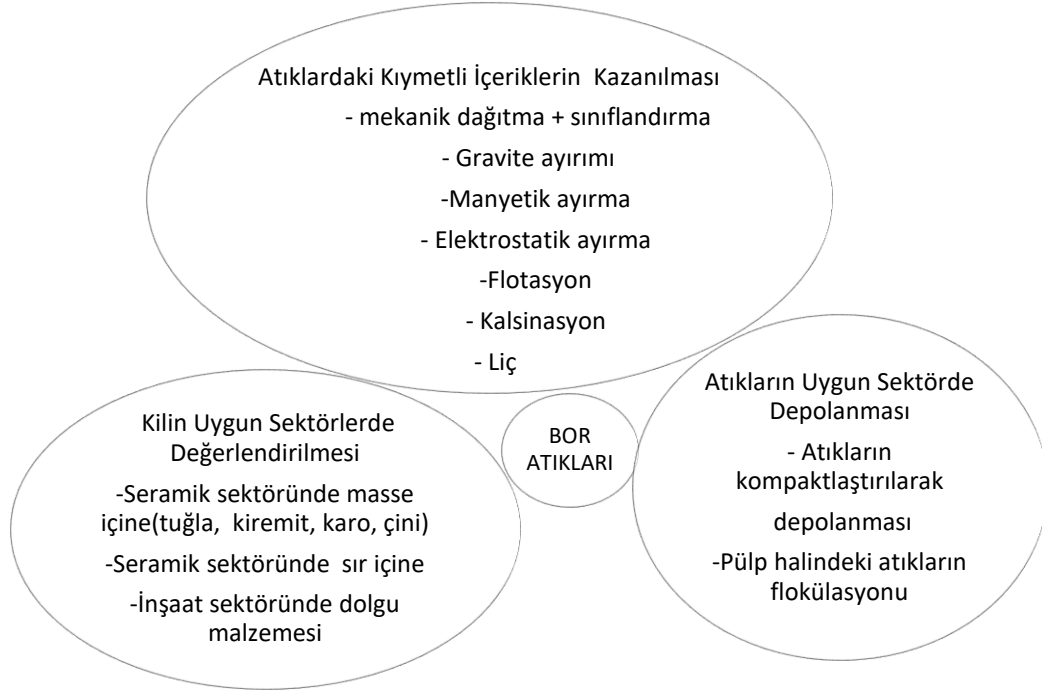 Atıklardaki Kıymetli İçeriklerin  Kazanılması
- mekanik dağıtma + sınıflandırma
- Gravite ayırımı
-Manyetik ayırma
- Elektrostatik ayırma
-Flotasyon
- Kalsinasyon
- Liç
Kilin Uygun Sektörlerde
Değerlendirilmesi
-Seramik sektöründe masse
içine(tuğla,  kiremit, karo, çini)
-Seramik sektöründe  sır içine
-İnşaat sektöründe dolgu
malzemesi
BOR
ATIKLARI
Atıkların Uygun Sektörde
Depolanması
- Atıkların
kompaktlaştırılarak
depolanması
-Pülp halindeki atıkların
flokülasyonu